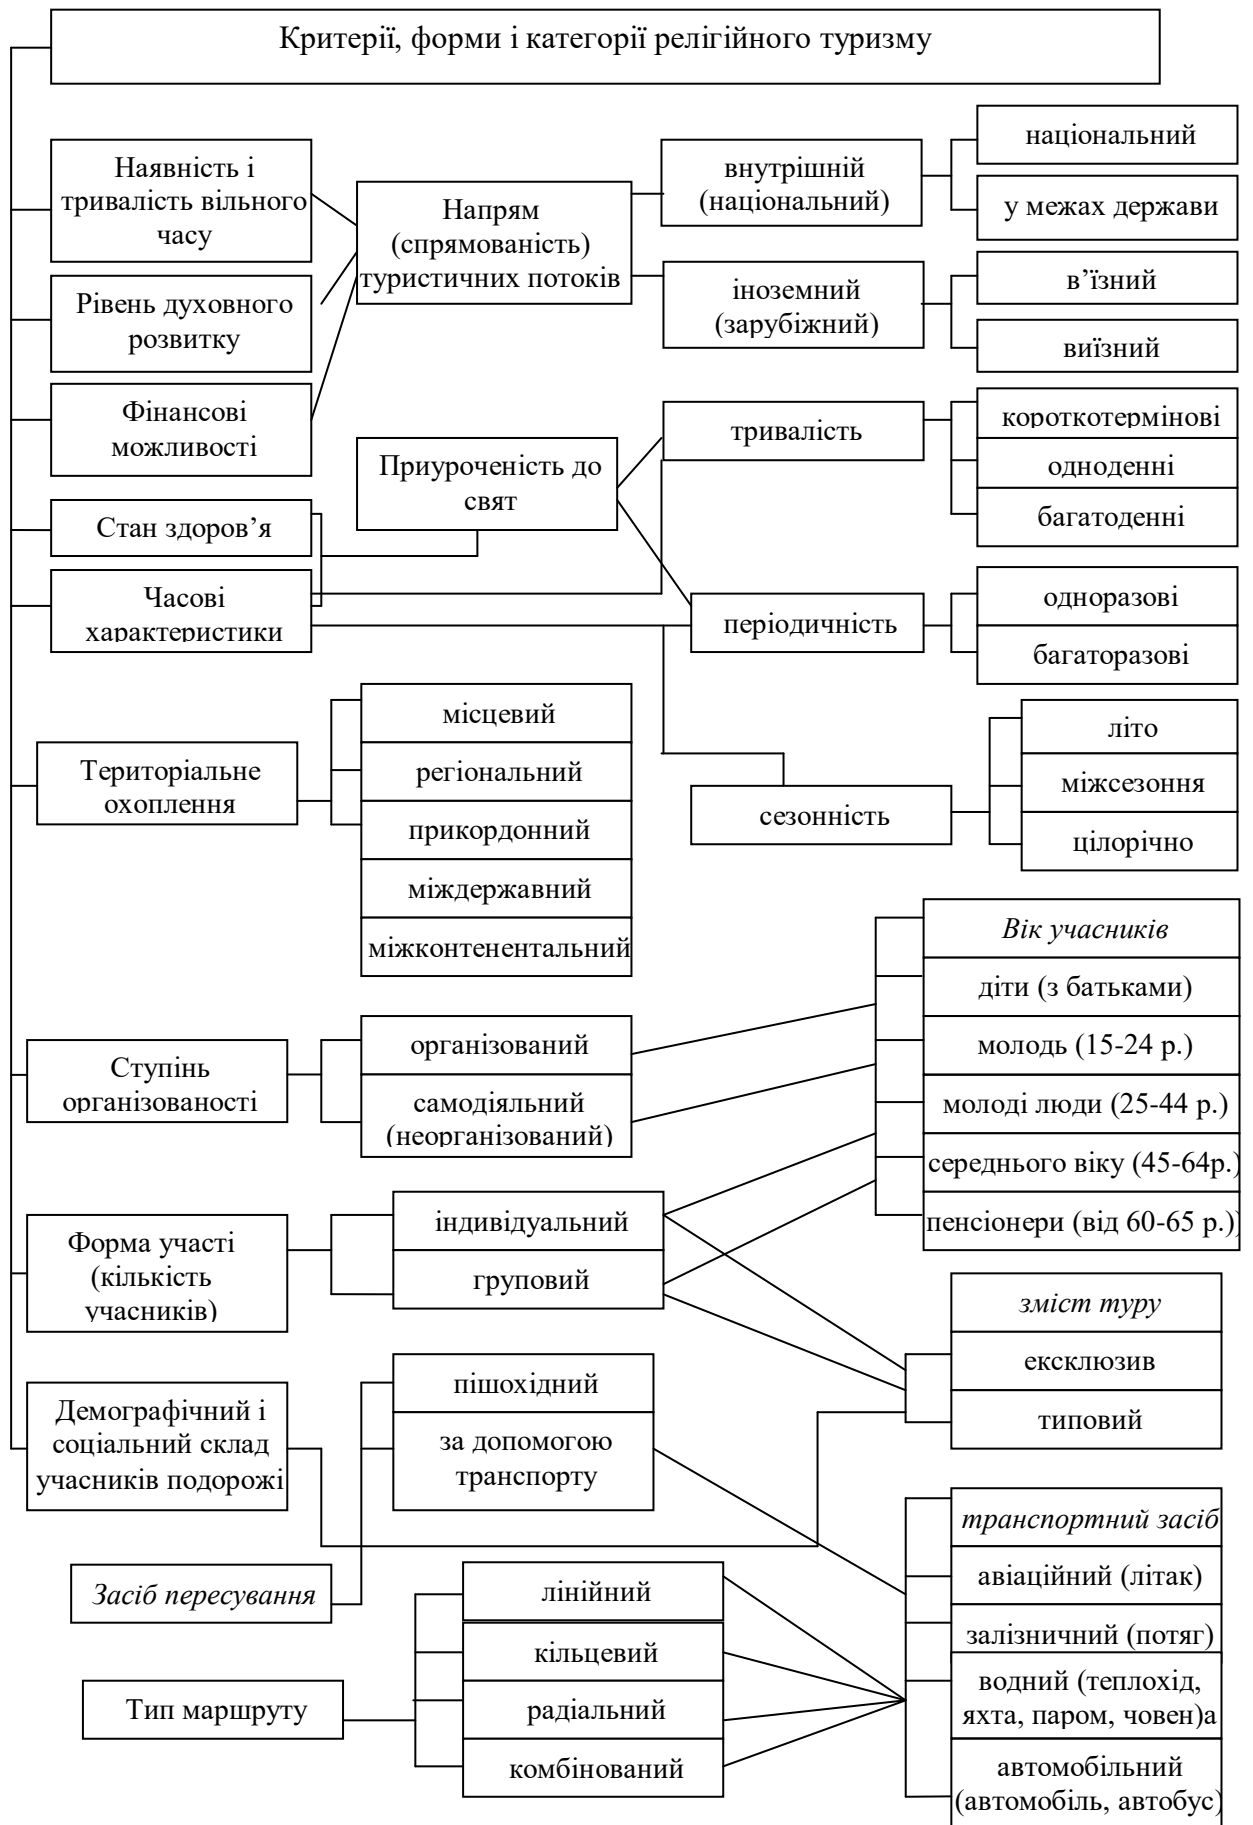 Критерії, форми і категорії релігійного туризму
Наявність і
тривалість вільного
часу
Рівень духовного
розвитку
Фінансові
можливості
Стан здоров’я
Часові
характеристики
Напрям
(спрямованість)
туристичних потоків
внутрішній
(національний)
національний
у межах держави
іноземний
(зарубіжний)
в’їзний
виїзний
Приуроченість до
свят
тривалість
короткотермінові
одноденні
багатоденні
періодичність
одноразові
багаторазові
сезонність
літо
міжсезоння
цілорічно
Територіальне
охоплення
місцевий
регіональний
прикордонний
міждержавний
міжконтенентальний
Ступінь
організованості
організований
самодіяльний
(неорганізований)
Вік учасників
діти (з батьками)
молодь (15-24 р.)
молоді люди (25-44 р.)
середнього віку (45-64р.)
пенсіонери (від 60-65 р.))
Форма участі
(кількість
учасників)
індивідуальний
груповий
зміст туру
ексклюзив
типовий
Демографічний і
соціальний склад
учасників подорожі
пішохідний
за допомогою
транспорту
Засіб пересування
транспортний засіб
авіаційний (літак)
залізничний (потяг)
водний (теплохід,
яхта, паром, човен)а
автомобільний
(автомобіль, автобус)
Тип маршруту
лінійний
кільцевий
радіальний
комбінований